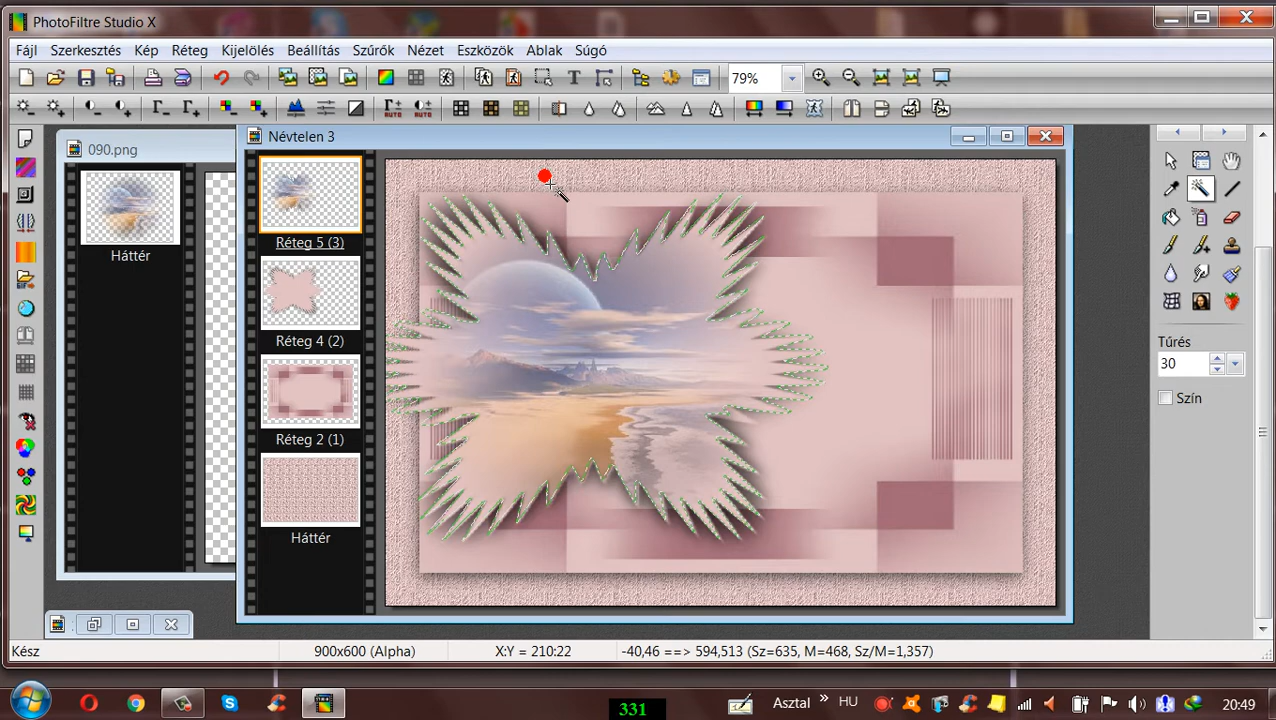 PhotoFiltre Studio X
Fájl Szerkesztés Kép Réteg Kijelölés Beállítás Szűrők Nézet Eszközök Ablak Súgó
79%
AUTO AUTO
090.png
Háttér
Névtelen 3
Réteg 5 (3)
Réteg 4 (2)
Réteg 2 (1)
Háttér
Tűrés
30
Szín
Kész 900x600 (Alpha) X:Y = 210:22 -40,46 ==> 594,513 (Sz=635, M=468, Sz/M=1,357)
331 Asztal » HU 20:49